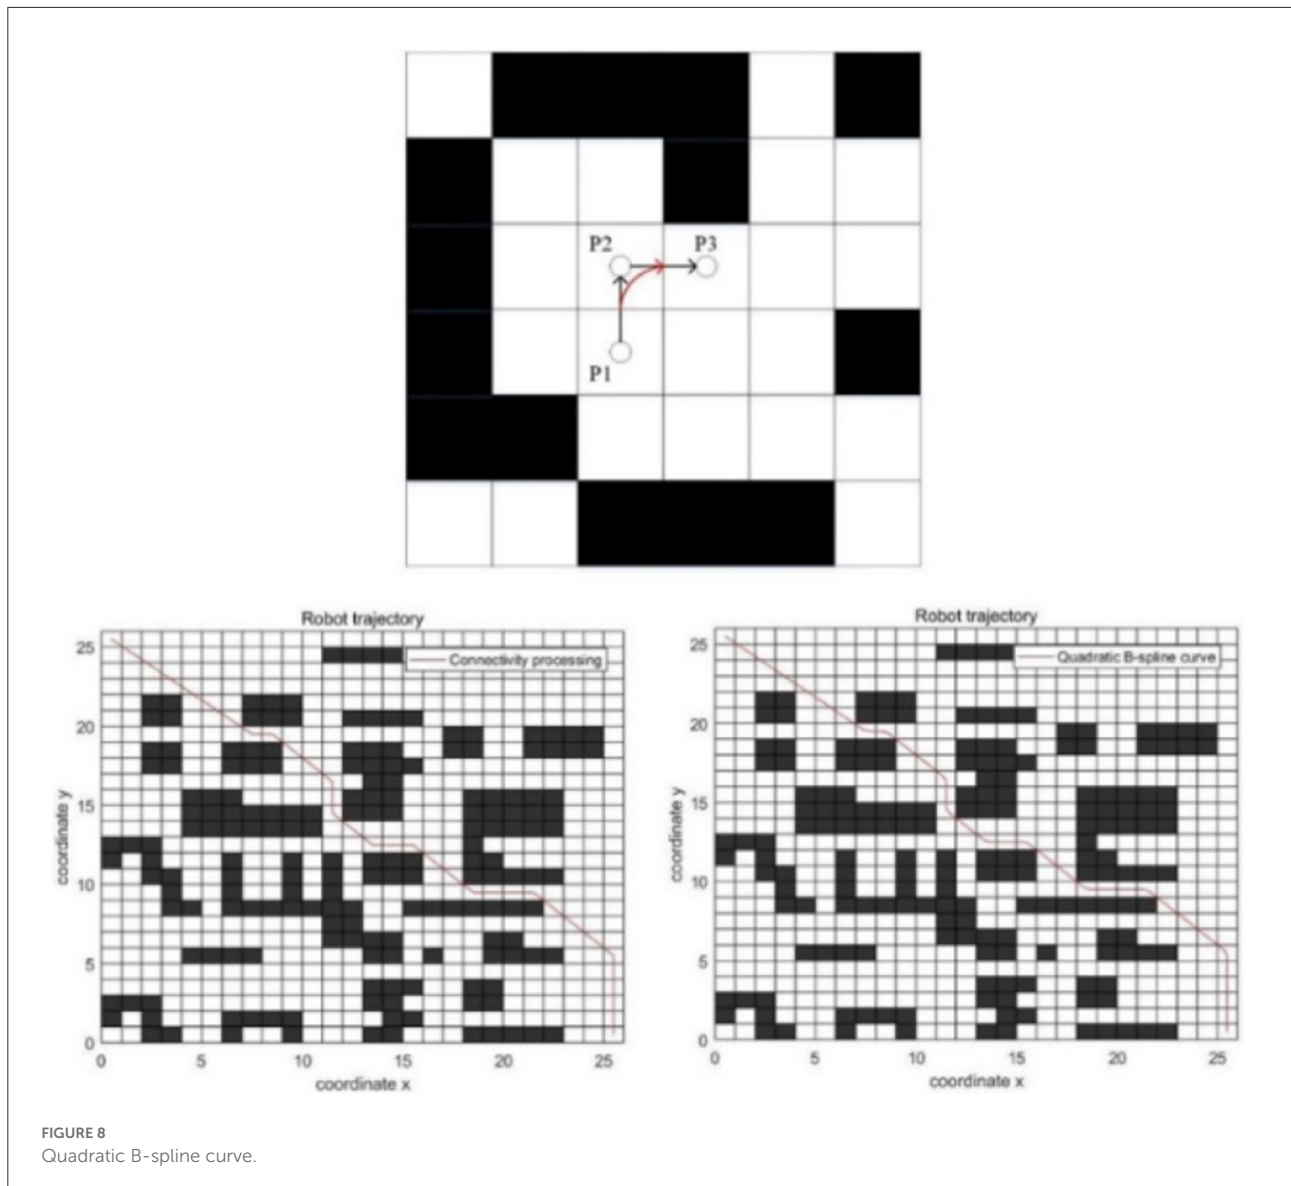 P2
P3
P1
Robot trajectory
Connectivity processing
25
20
15
10
5
0
coordinate y
0
5
10
15
20
25
coordinate x
Robot trajectory
Quadratic B-spline curve
25
20
15
10
5
0
coordinate y
0
5
10
15
20
25
coordinate x
FIGURE 8
Quadratic B-spline curve.